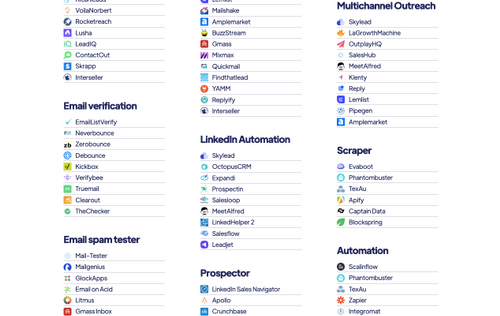 VoilaNorbert
Rocketreach
Lusha
LeadIQ
ContactOut
Skrapp
Interseller
Email verification
EmailListVerify
Neverbounce
Zerobounce
Debounce
Kickbox
Verifybee
Truemail
Clearout
TheChecker
Email spam tester
Mail-Tester
Mailgenius
GlockApps
Email on Acid
Litmus
Gmass Inbox
Mailshake
Amplemarket
BuzzStream
Gmass
Mixmax
Quickmail
Findthatlead
YAMM
Replyify
Interseller
LinkedIn Automation
Skylead
OctopusCRM
Expandi
Prospectin
Salesloop
MeetAlfred
LinkedHelper 2
Salesflow
Leadjet
Prospector
LinkedIn Sales Navigator
Apollo
Crunchbase
Multichannel Outreach
Skylead
LaGrowthMachine
OutplayHQ
SalesHub
MeetAlfred
Klenty
Reply
Lemlist
Pipegen
Amplemarket
Scraper
Evaboot
Phantombuster
TexAu
Apify
Captain Data
Blockspring
Automation
Scalinflow
Phantombuster
TexAu
Zapier
Integromat